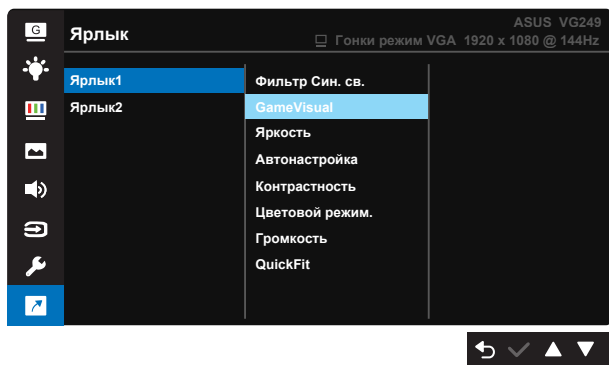 G
Ярлык
ASUS VG249
Гонки режим VGA 1920 x 1080 @ 144Hz
Ярлык1
Ярлык2
Фильтр Син. св.
GameVisual
Яркость
Автонастройка
Контрастность
Цветовой режим.
Громкость
QuickFit